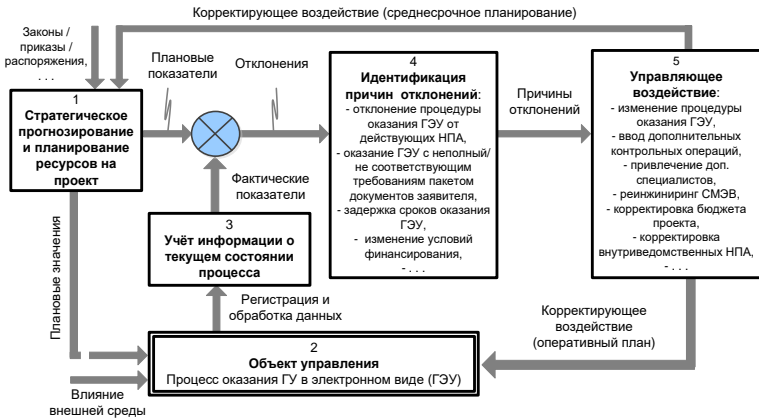 Корректирующее воздействие (среднесрочное планирование)
Законы /
приказы /
распоряжения,
. . .
Плановые
показатели
Отклонения
1
Стратегическое
прогнозирование
и планирование
ресурсов на
проект
4
Идентификация
причин отклонений:
- отклонение процедуры
оказания ГЭУ от
действующих НПА,
- оказание ГЭУ с неполный/
не соответствующим
требованиям пакетом
документов заявителя,
- задержка сроков оказания
ГЭУ,
- изменение условий
финансирования,
- . . .
Причины
отклонений
5
Управляющее
воздействие:
- изменение процедуры
оказания ГЭУ,
- ввод дополнительных
контрольных операций,
- привлечение доп.
специалистов,
- реинжиниринг СМЭВ,
- корректировка бюджета
проекта,
- корректировка
внутриведомственных НПА,
- . . .
Фактические
показатели
3
Учёт информации о
текущем состоянии
процесса
Плановые значения
Регистрация и
обработка данных
Корректирующее
воздействие
(оперативный план)
2
Объект управления
Процесс оказания ГУ в электронном виде (ГЭУ)
Влияние
внешней среды